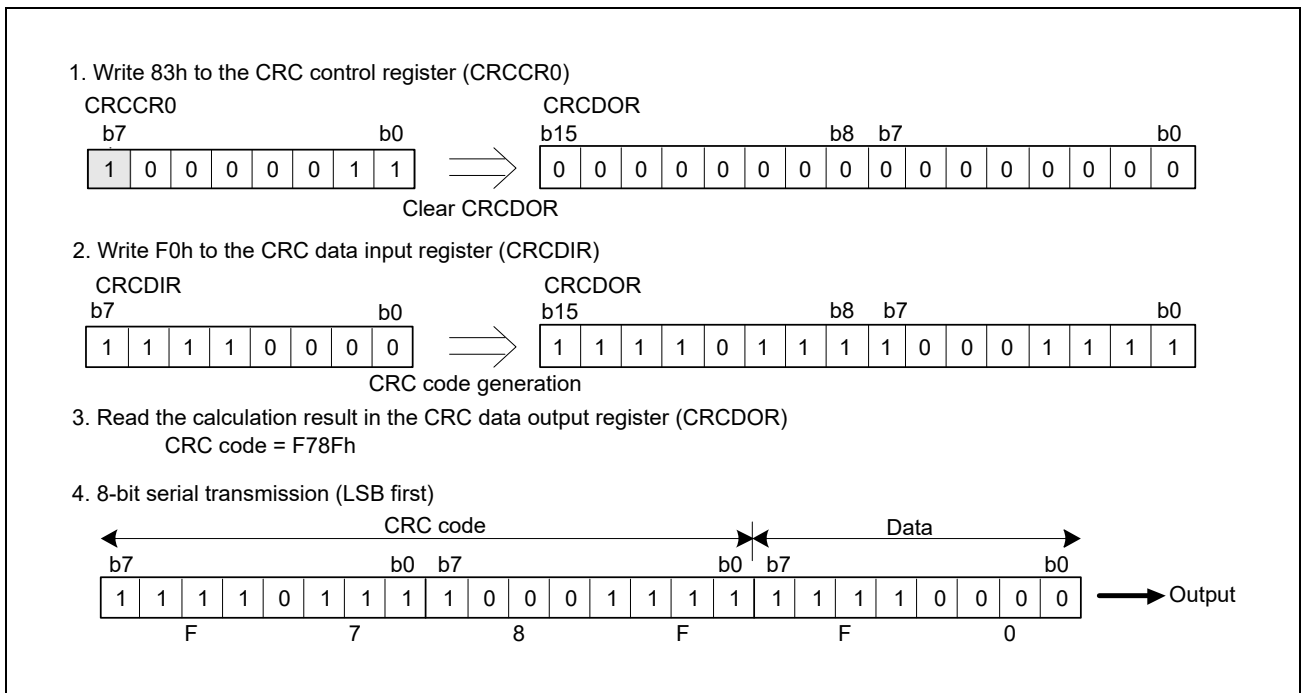 1. Write 83h to the CRC control register (CRCCR0)
CRCCR0 CRCDOR
b7 b0 b15 b8 b7 b0
1 0 0 0 0 0 1 1 0 0 0 0 0 0 0 0 0 0 0 0 0 0 0 0
Clear CRCDOR
2. Write F0h to the CRC data input register (CRCDIR)
CRCDIR CRCDOR
b7 b0 b15 b8 b7 b0
1 1 1 1 0 0 0 0 1 1 1 1 0 1 1 1 1 0 0 0 1 1 1 1
CRC code generation
3. Read the calculation result in the CRC data output register (CRCDOR)
CRC code = F78Fh
4. 8-bit serial transmission (LSB first)
CRC code Data
b7 b0 b7 b0 b7 b0
1 1 1 1 0 1 1 1 1 0 0 0 1 1 1 1 1 1 1 1 0 0 0 0 Output
F 7 8 F F 0